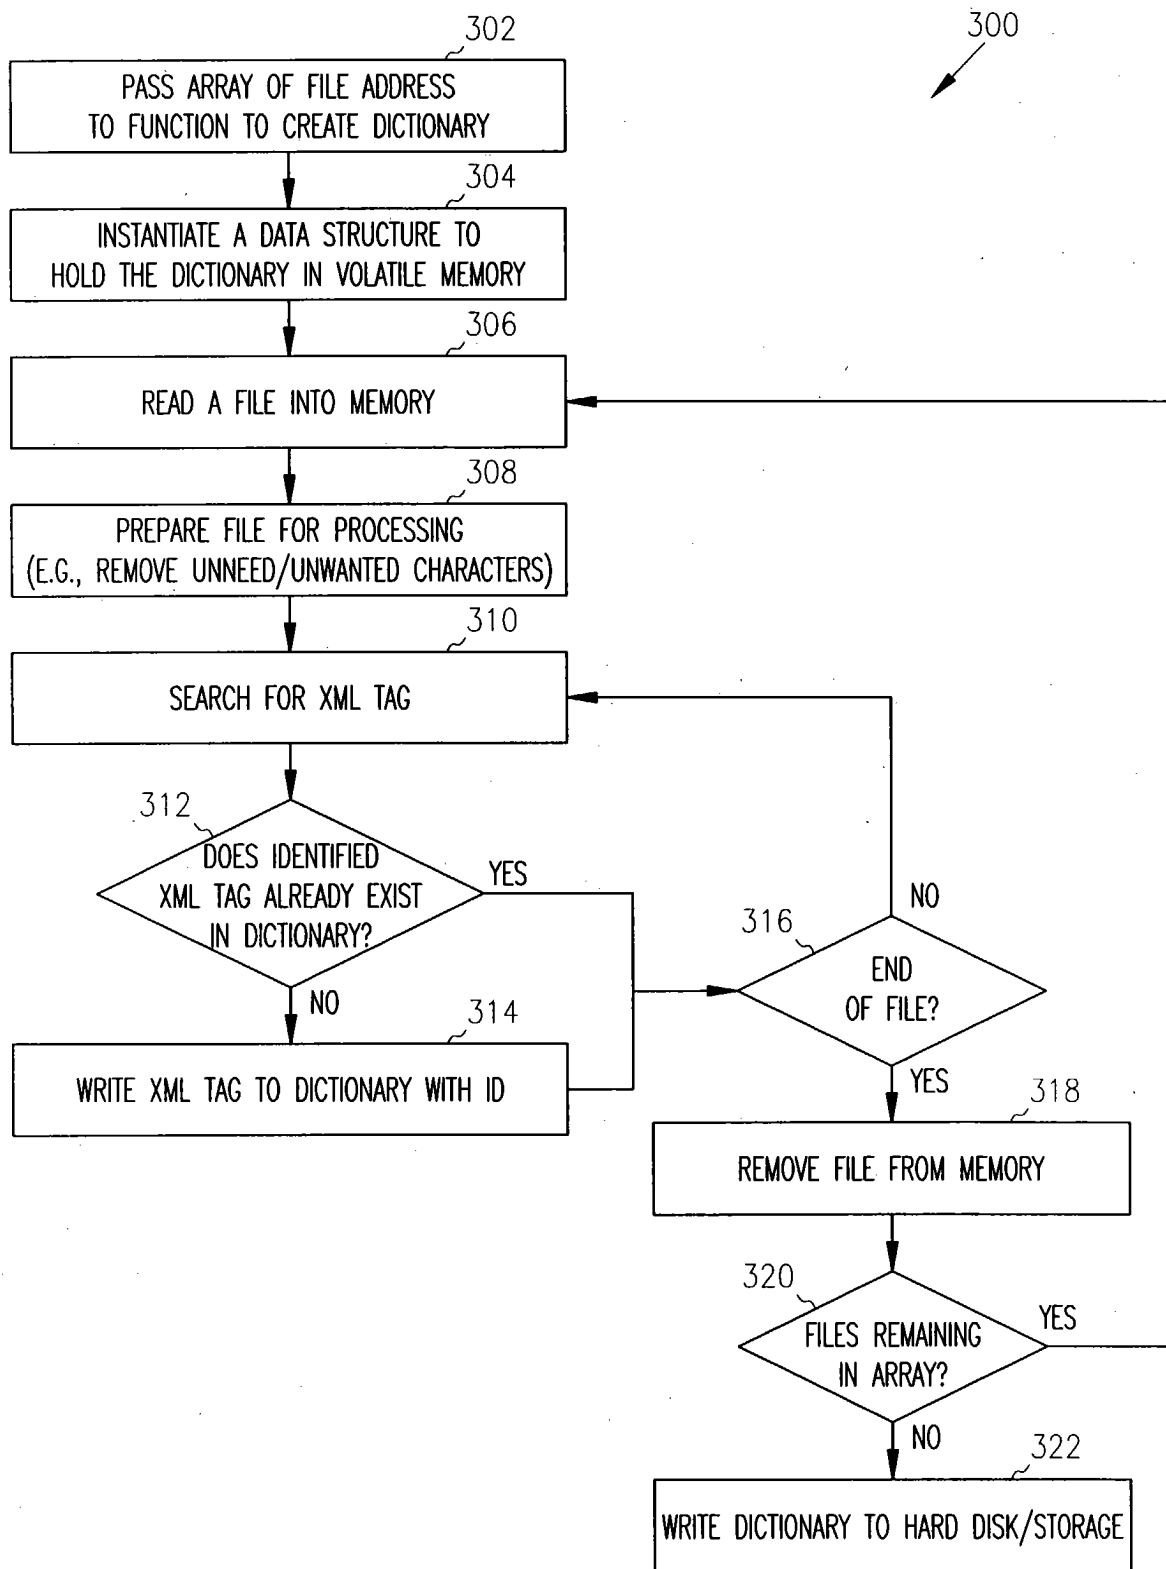 302
300
PASS ARRAY OF FILE ADDRESS
TO FUNCTION TO CREATE DICTIONARY
304
INSTANTIATE A DATA STRUCTURE TO
HOLD THE DICTIONARY IN VOLATILE MEMORY
306
READ A FILE INTO MEMORY
308
PREPARE FILE FOR PROCESSING
(E.G., REMOVE UNNEED/UNWANTED CHARACTERS)
310
SEARCH FOR XML TAG
312
DOES IDENTIFIED
XML TAG ALREADY EXIST
IN DICTIONARY?
YES
NO
314
WRITE XML TAG TO DICTIONARY WITH ID
NO
316
END
OF FILE?
YES
318
REMOVE FILE FROM MEMORY
320
FILES REMAINING
IN ARRAY?
YES
NO
322
WRITE DICTIONARY TO HARD DISK/STORAGE